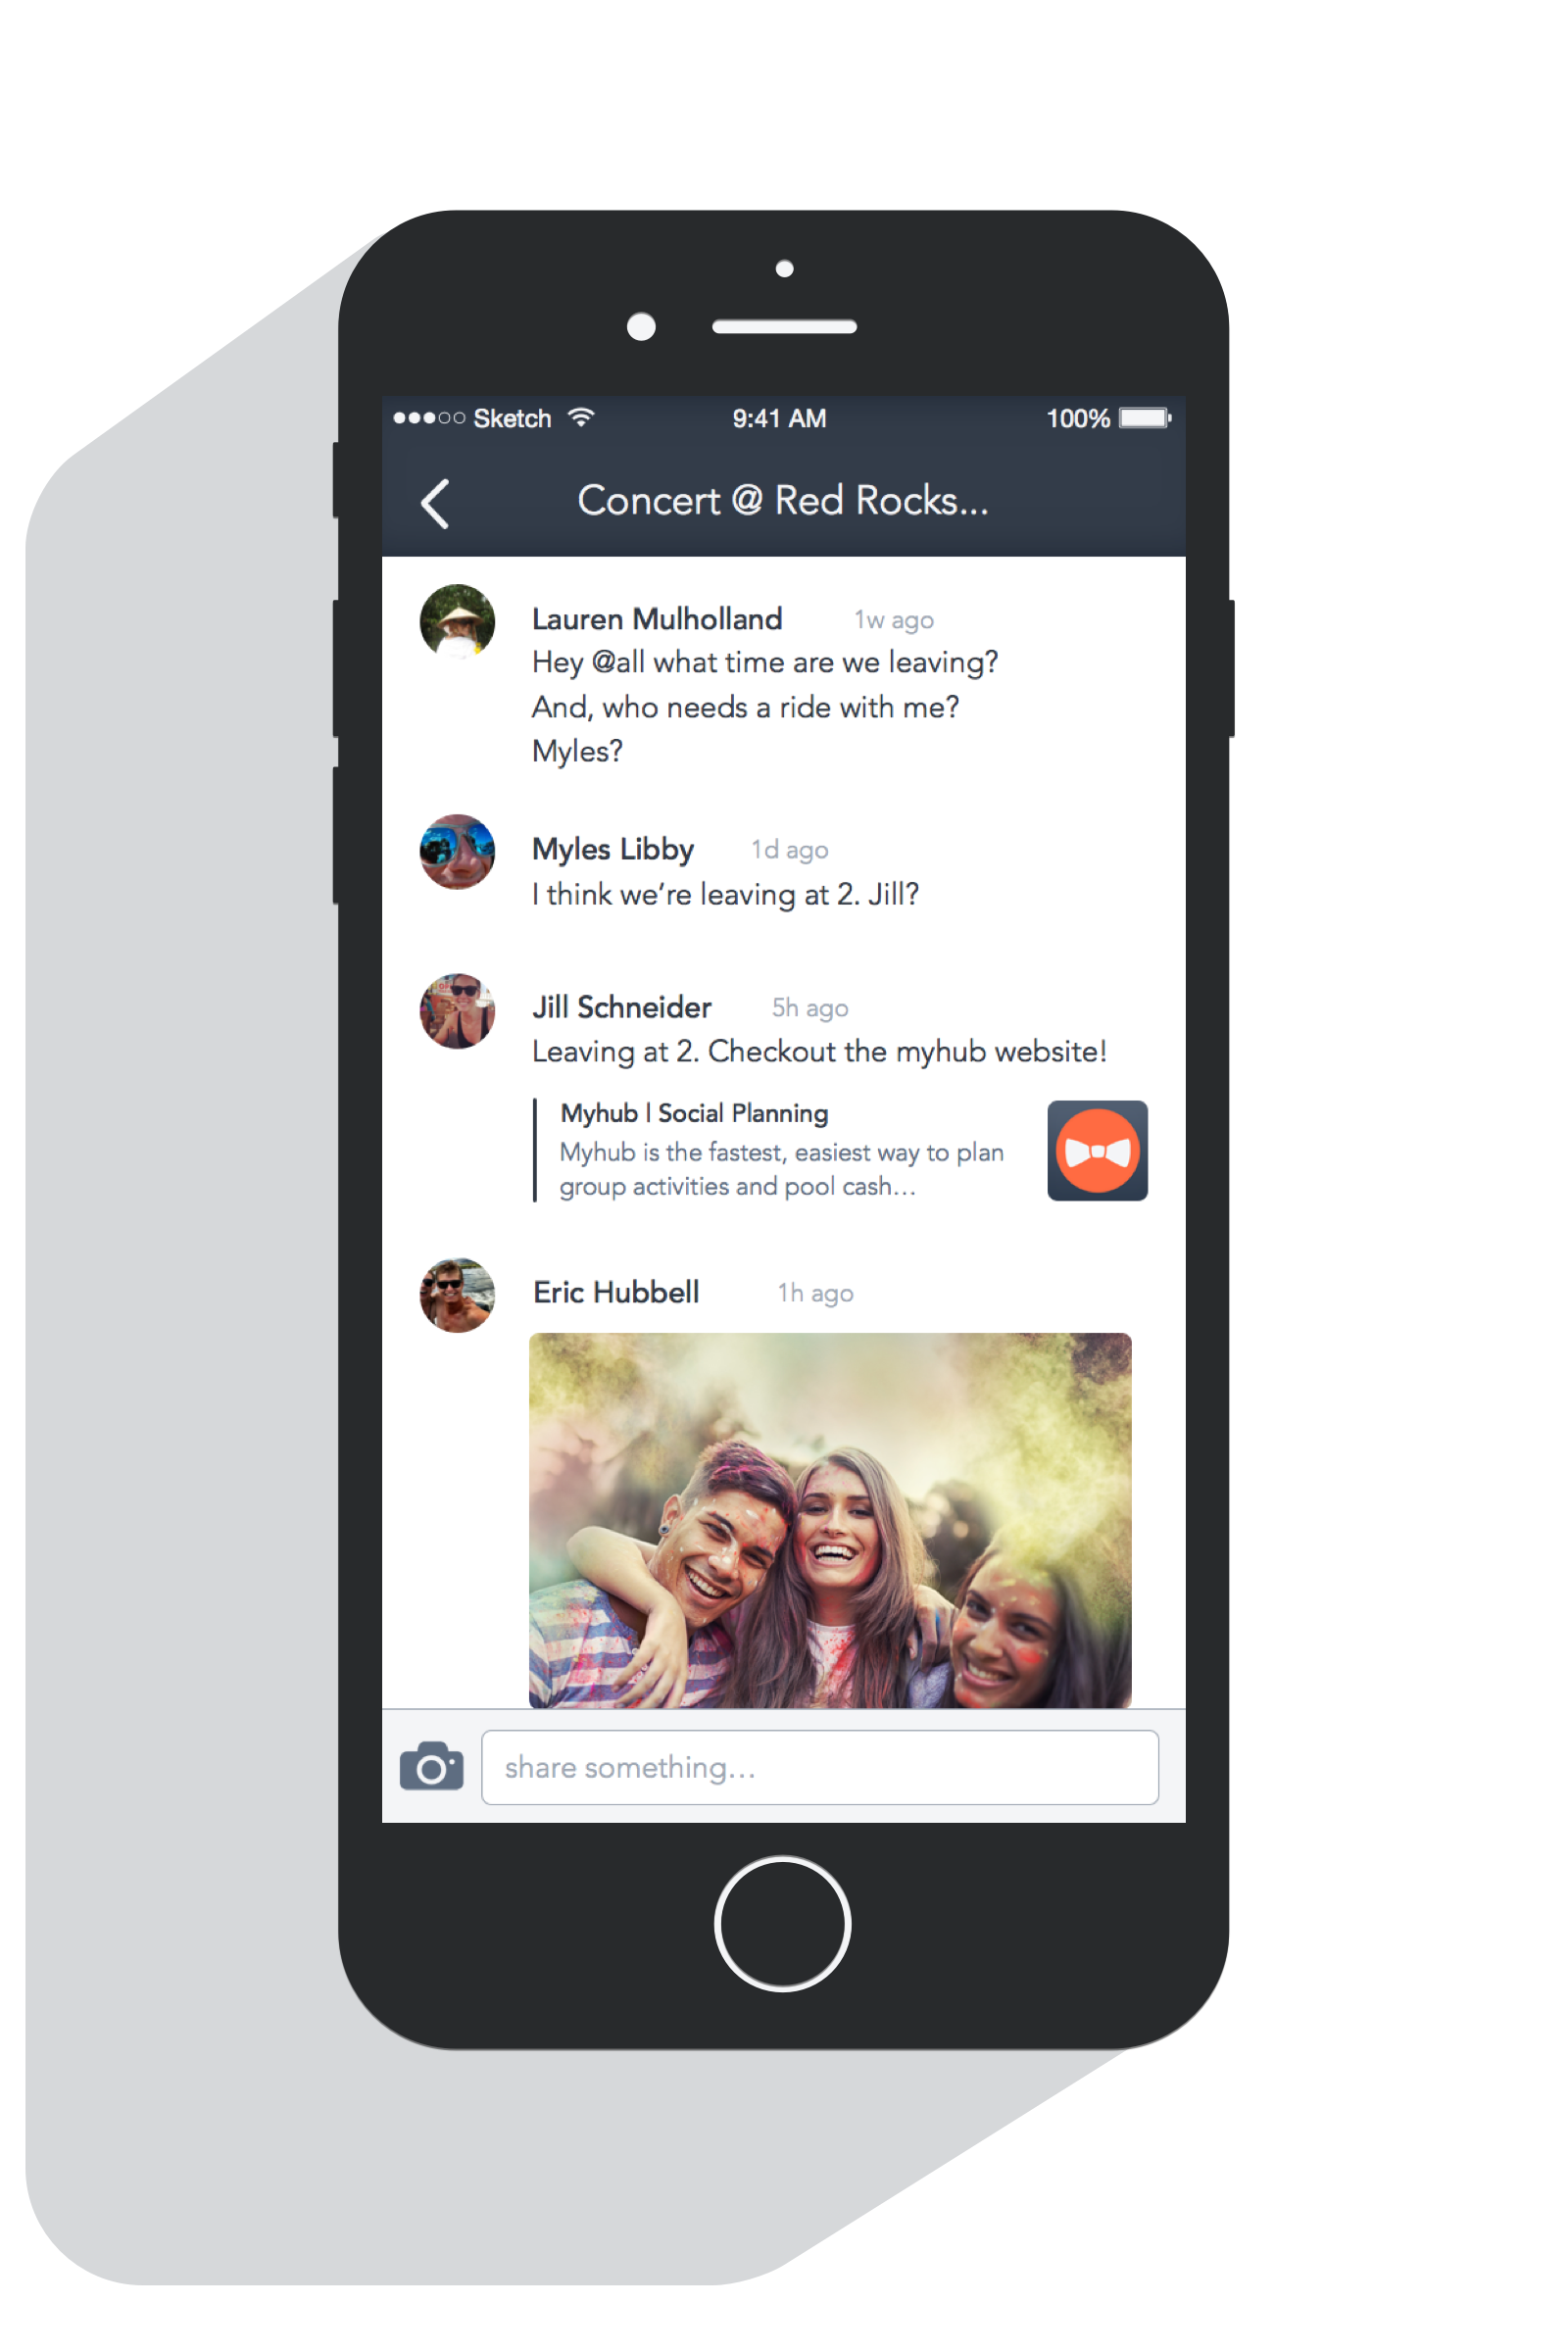 Sketch 9:41 AM 100%
Concert @ Red Rocks...
Lauren Mulholland 1w ago
Hey @all what time are we leaving?
And, who needs a ride with me?
Myles?
Myles Libby 1d ago
I think we’re leaving at 2. Jill?
Jill Schneider 5h ago
Leaving at 2. Checkout the myhub website!
Myhub | Social Planning
Myhub is the fastest, easiest way to plan
group activities and pool cash...
Eric Hubbell 1h ago
share something...